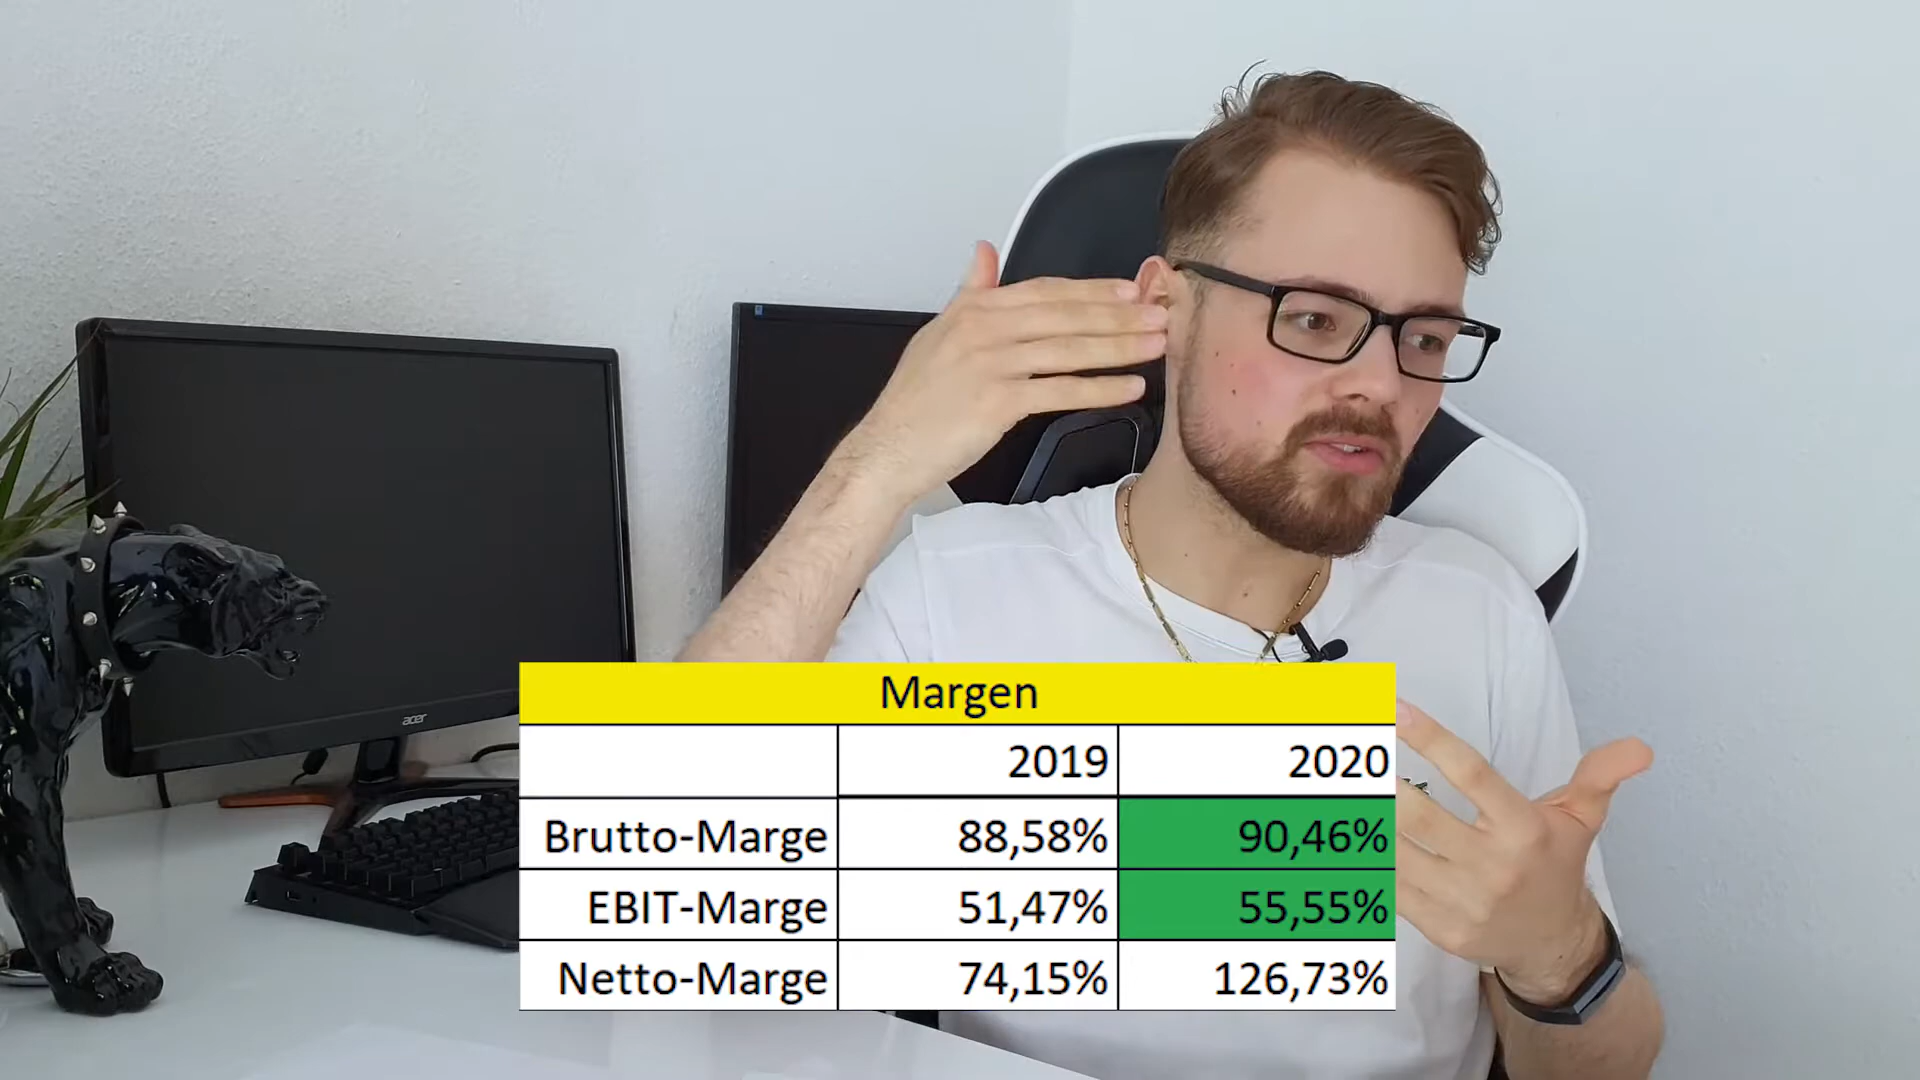 acer
Margen
2019 2020
Brutto-Marge 88,58% 90,46%
EBIT-Marge 51,47% 55,55%
Netto-Marge 74,15% 126,73%